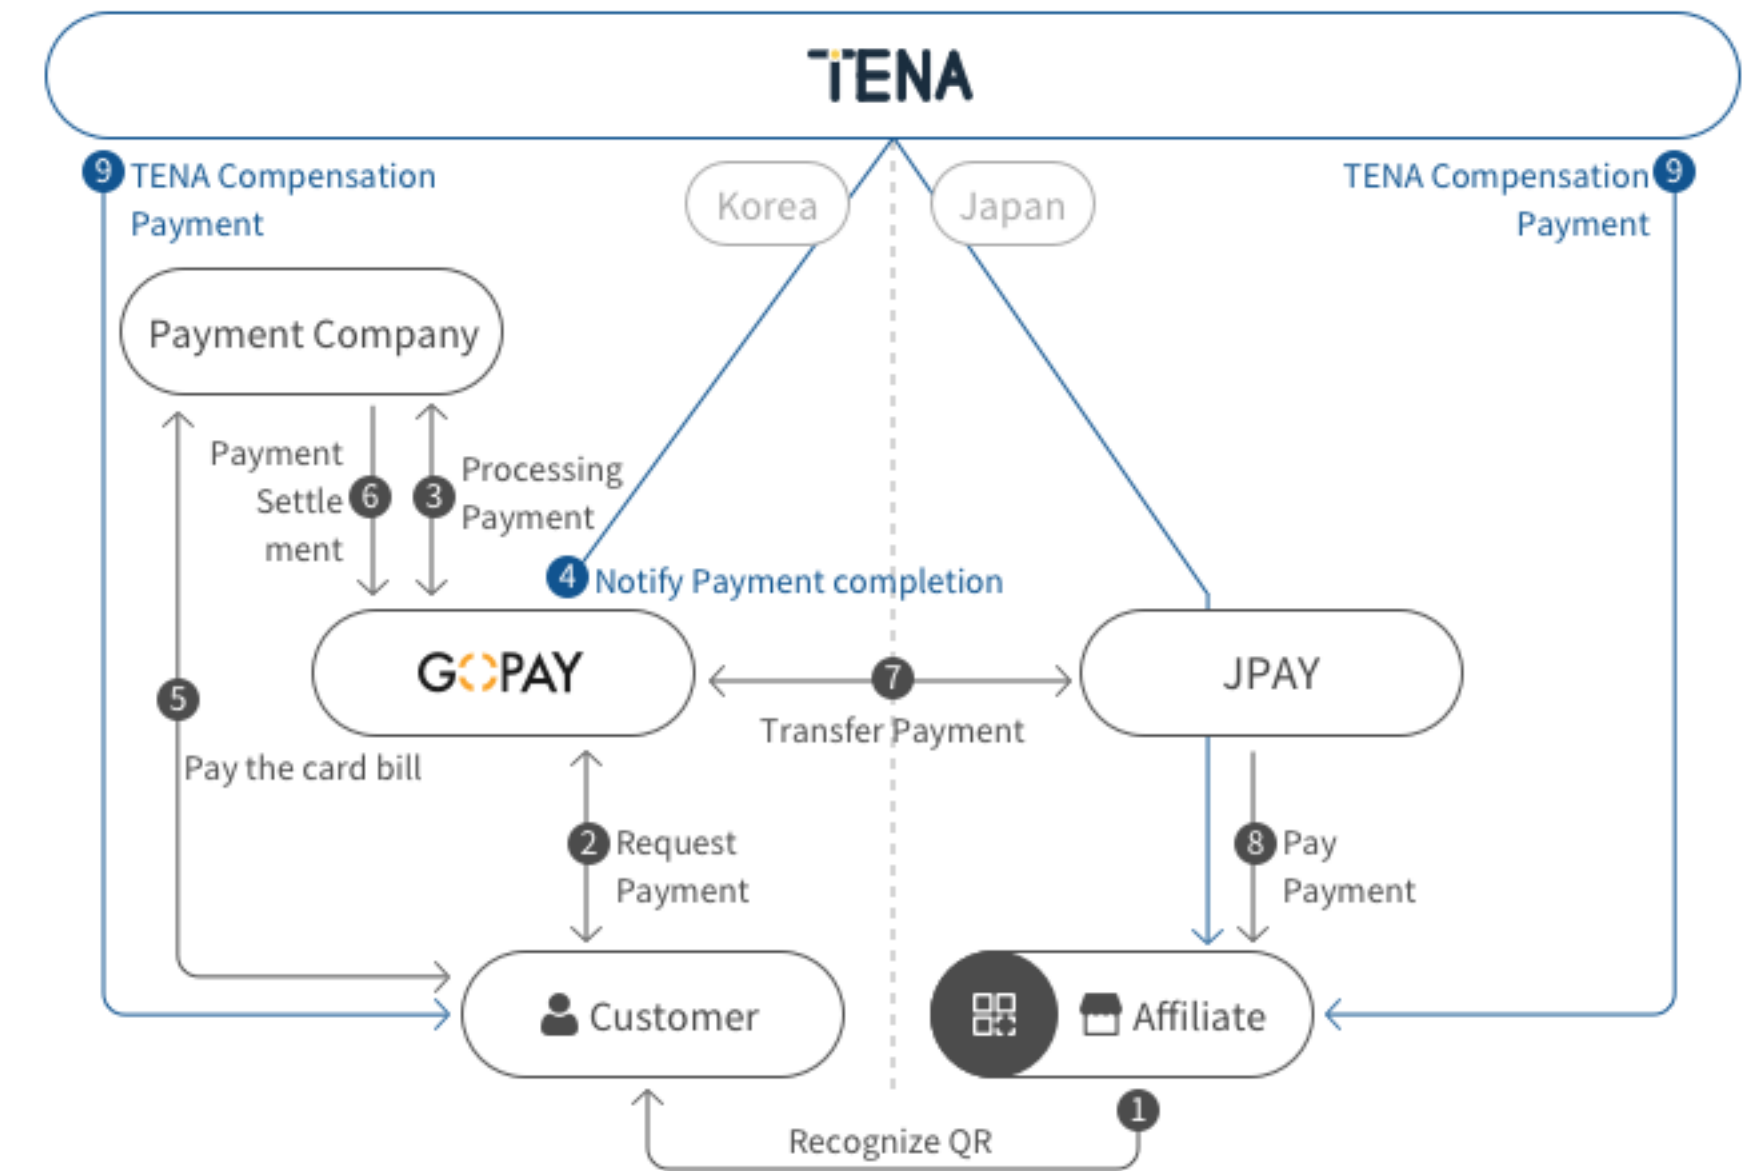 TENA
9 TENA Compensation
Payment
Korea
Japan
TENA Compensation 9
Payment
Payment Company
Payment
Settle
ment
6
3
Processing
Payment
4 Notify Payment completion
GOPAY
7
Transfer Payment
JPAY
5
Pay the card bill
2 Request
Payment
8 Pay
Payment
Customer
Affiliate
1
Recognize QR